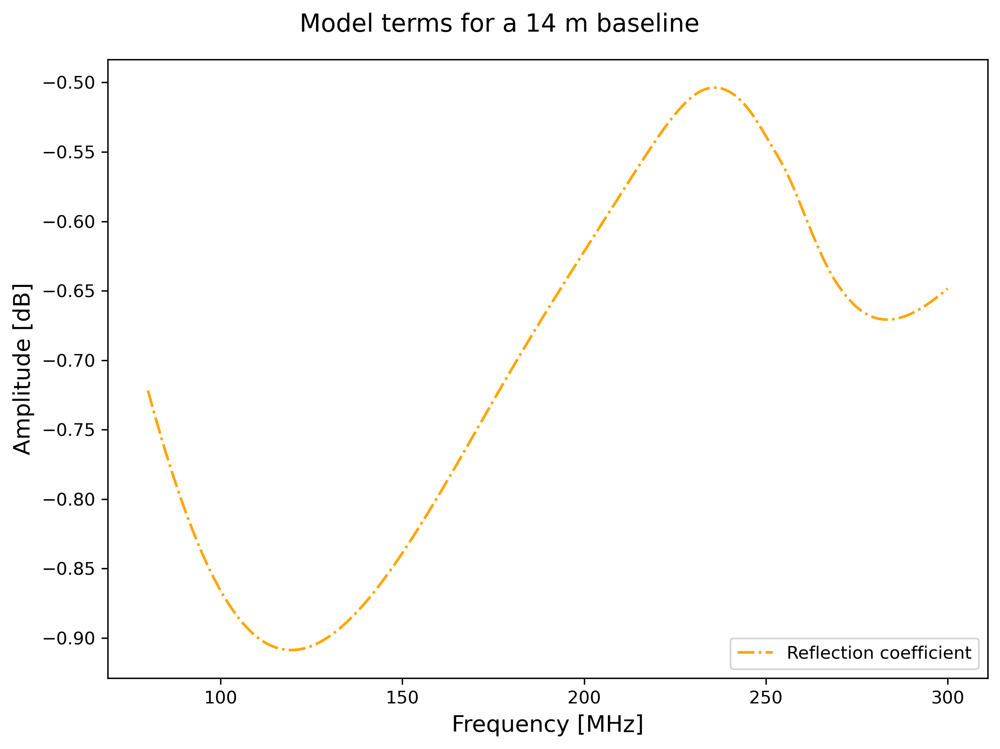 Model terms for a 14 m baseline
Amplitude [dB]
−0.50
−0.55
−0.60
−0.65
−0.70
−0.75
−0.80
−0.85
−0.90
Reflection coefficient
100 150 200 250 300
Frequency [MHz]